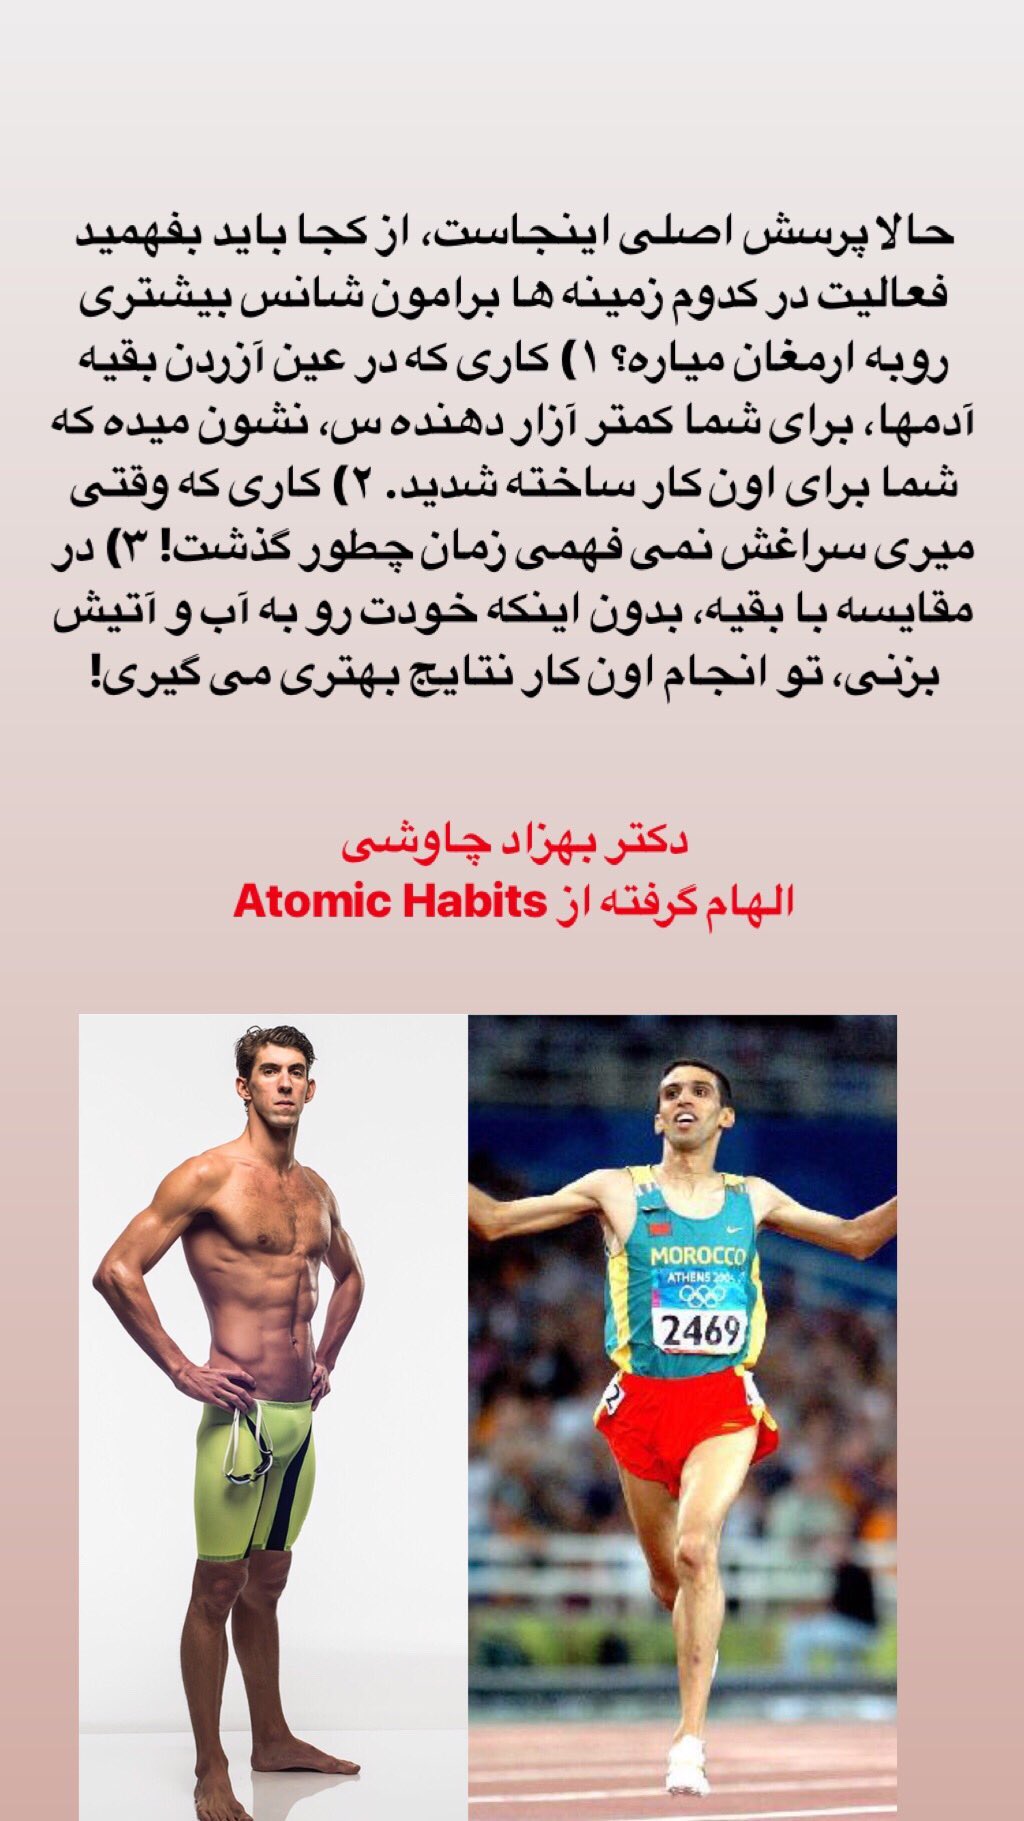 حالا پرسش اصلی اینجاست، از کجا باید بفهمید
فعالیت در کدوم زمینه ها برامون شانس بیشتری
روبه ارمغان میاره؟ ۱) کاری که در عین آزردن بقیه
آدمها، برای شما کمتر آزار دهنده س، نشون میده که
شما برای اون کار ساخته شدید. ۲) کاری که وقتی
میری سراغش نمی فهمی زمان چطور گذشت! ۳) در
مقایسه با بقیه، بدون اینکه خودت رو به آب و آتیش
بزنی، تو انجام اون کار نتایج بهتری می گیری!
دکتر بهزاد چاوشی
الهام گرفته از Atomic Habits
MOROCCO
ATHENS 2004
2469
2